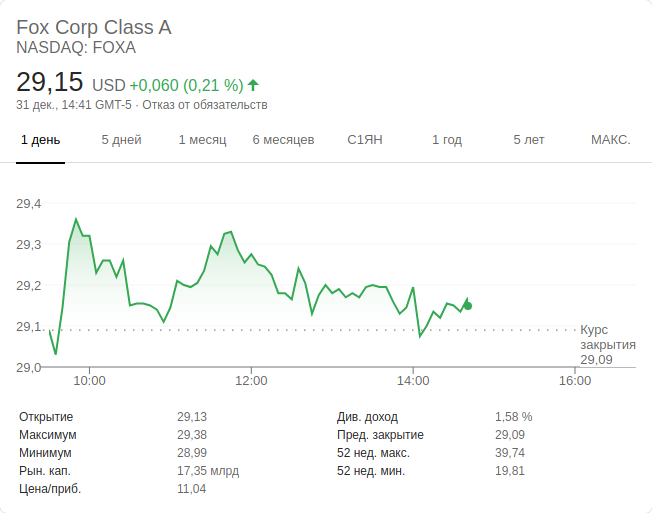 Fox Corp Class A
NASDAQ: FOXA
29,15 USD +0,060 (0,21 %)
31 дек., 14:41 GMT-5 · Отказ от обязательств
1 день 5 дней 1 месяц 6 месяцев С1ЯН 1 год 5 лет МАКС.
29,4
29,3
29,2
29,1
29,0
Курс
закрытия
29,09
10:00 12:00 14:00 16:00
Открытие 29,13 Див. доход 1,58 %
Максимум 29,38 Пред. закрытие 29,09
Минимум 28,99 52 нед. макс. 39,74
Рын. кап. 17,35 млрд 52 нед. мин. 19,81
Цена/приб. 11,04